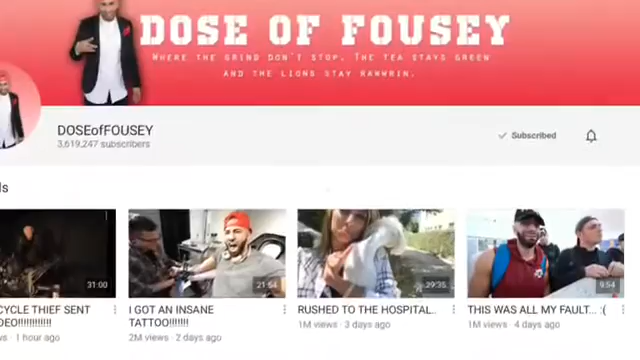 DOSE OF FOUSEY
WHERE THE GRIND DON'T STOP, THE TEA STAYS GREEN
AND THE LIONS STAY RAWWRIN.
DOSEofFOUSEY
3,619,247 subscribers
Subscribed
ls
31:00
21:54
9:54
CYCLE THIEF SENT
DEO!!!!!!!!!!!!
ws · 1 hour ago
I GOT AN INSANE
TATTOO!!!!!!!
2M views · 2 days ago
RUSHED TO THE HOSPITAL..
1M views · 3 days ago
THIS WAS ALL MY FAULT... :(
1M views · 4 days ago